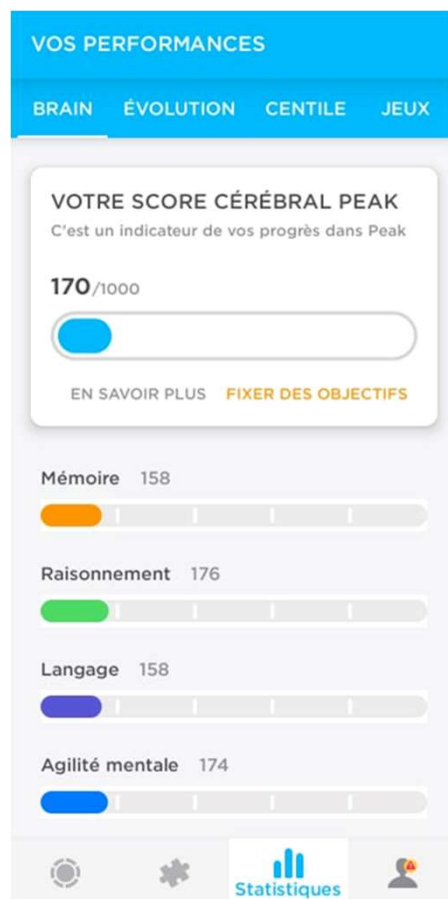 VOS PERFORMANCES
BRAIN ÉVOLUTION CENTILE JEUX
VOTRE SCORE CÉRÉBRAL PEAK
C'est un indicateur de vos progrès dans Peak
170/1000
EN SAVOIR PLUS FIXER DES OBJECTIFS
Mémoire 158
Raisonnement 176
Langage 158
Agilité mentale 174
Statistiques